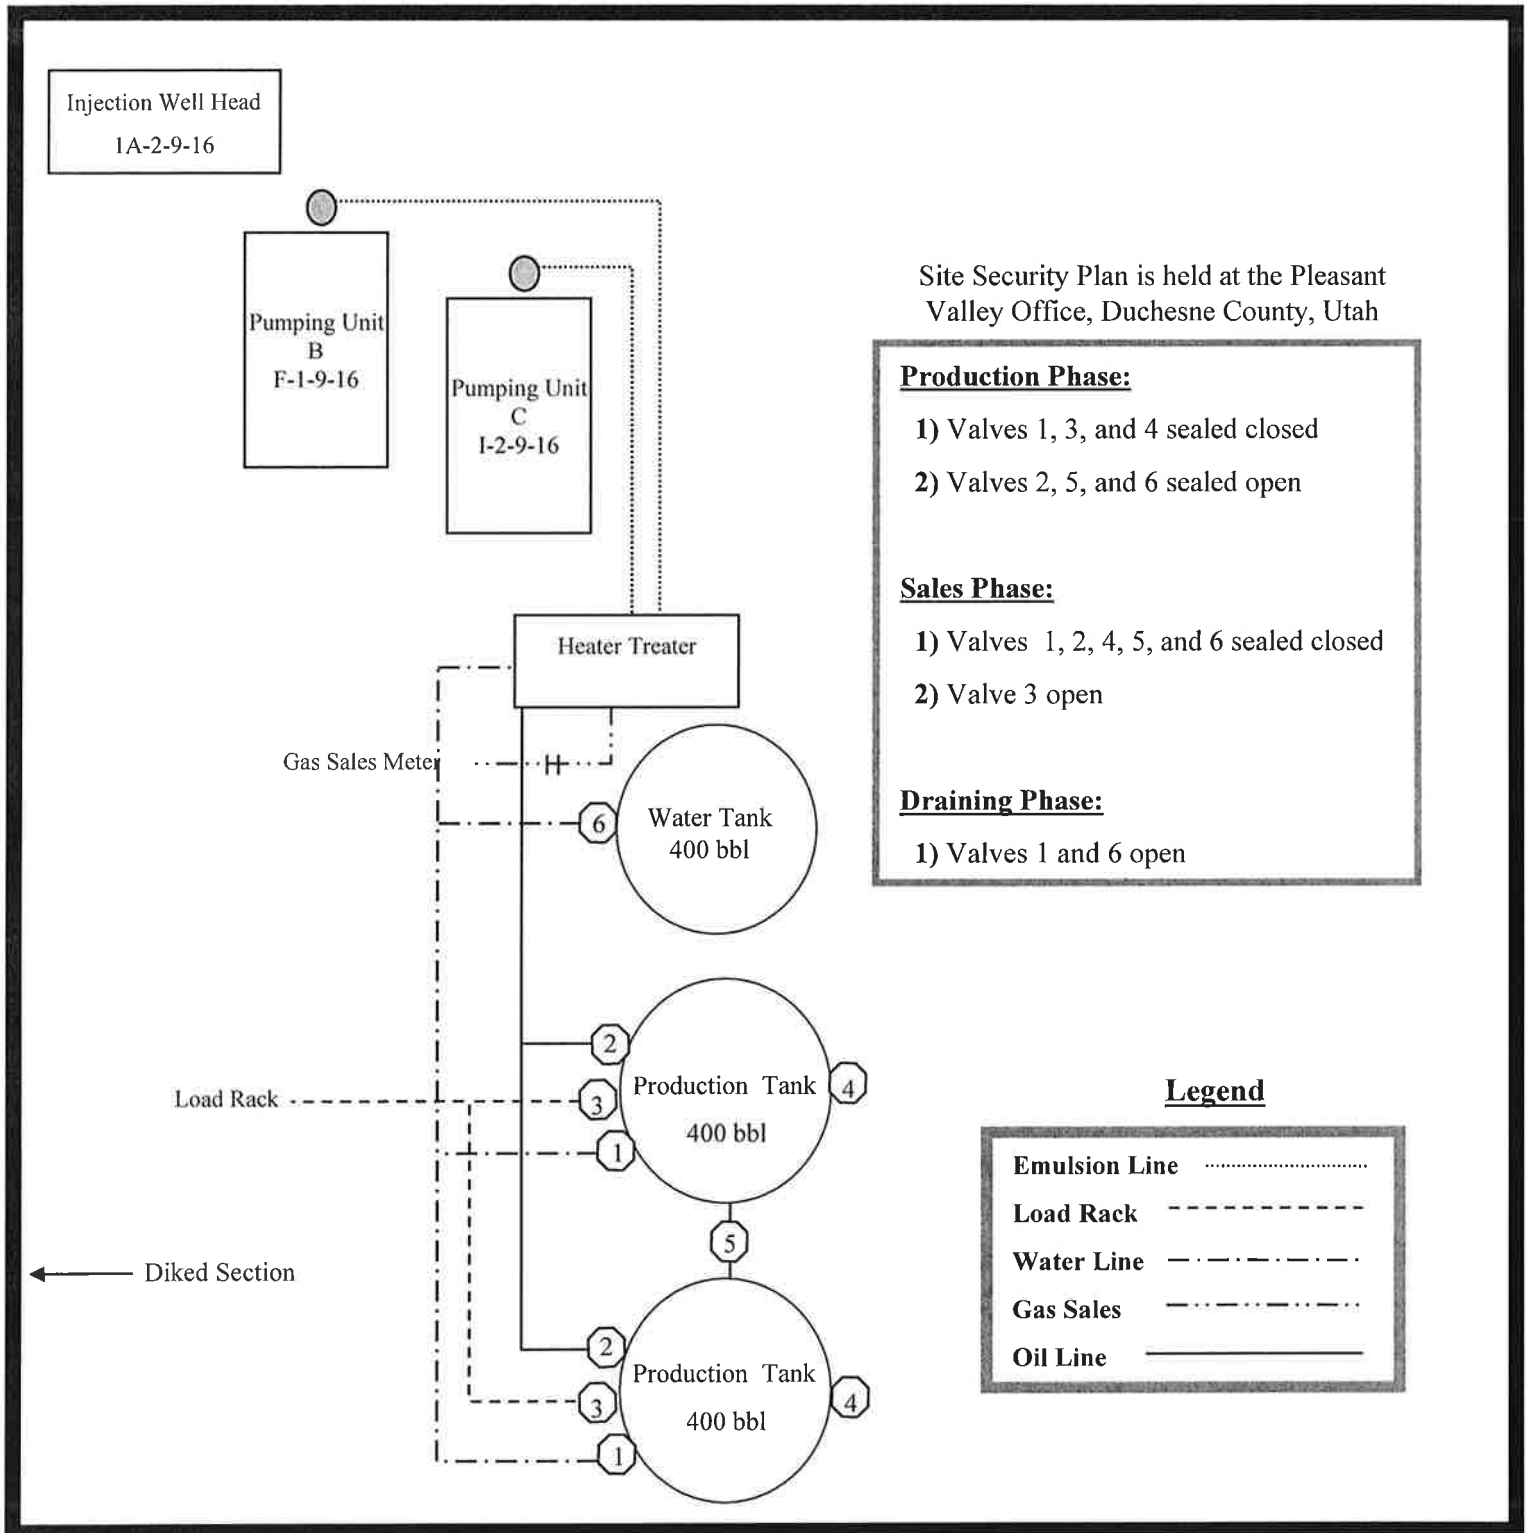 Injection Well Head
1A-2-9-16
Pumping Unit
B
F-1-9-16
Pumping Unit
C
I-2-9-16
Site Security Plan is held at the Pleasant
Valley Office, Duchesne County, Utah
Production Phase:
1) Valves 1, 3, and 4 sealed closed
2) Valves 2, 5, and 6 sealed open
Sales Phase:
1) Valves 1, 2, 4, 5, and 6 sealed closed
2) Valve 3 open
Draining Phase:
1) Valves 1 and 6 open
Heater Treater
Gas Sales Meter
6
Water Tank
400 bbl
2
Load Rack
3
1
Production Tank
400 bbl
4
5
Diked Section
2
3
1
Production Tank
400 bbl
4
Legend
Emulsion Line
Load Rack
Water Line
Gas Sales
Oil Line